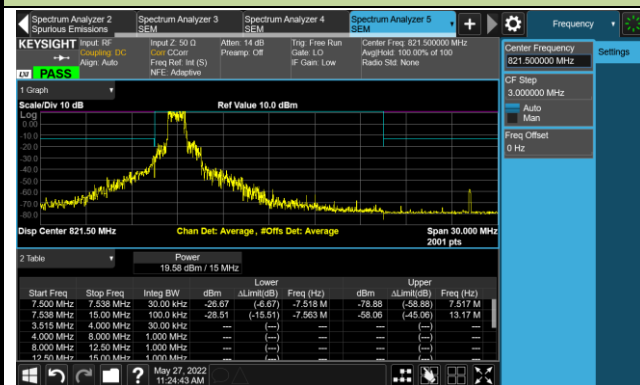 Spectrum Analyzer 2
Spurious Emissions
Spectrum Analyzer 3
SEM
Spectrum Analyzer 4
SEM
Spectrum Analyzer 5
SEM
Frequency
KEYSIGHT
Input: RF
Coupling: DC
Align: Auto
Input Z: 50 Ω
Corr CCorr
Freq Ref: Int (S)
NFE: Adaptive
Atten: 14 dB
Preamp: Off
Trig: Free Run
Gate: LO
IF Gain: Low
Center Freq: 821.500000 MHz
Avg|Hold: 100.00% of 100
Radio Std: None
LXI
PASS
Center Frequency
821.500000 MHz
Settings
CF Step
3.000000 MHz
Auto
Man
Freq Offset
0 Hz
1 Graph
Scale/Div 10 dB
Ref Value 10.0 dBm
Log
0.00
-10.0
-20.0
-30.0
-40.0
-50.0
-60.0
-70.0
-80.0
Disp Center 821.50 MHz
Chan Det: Average , #Offs Det: Average
Span 30.000 MHz
2001 pts
2 Table
Power
19.58 dBm / 15 MHz
Lower Upper
Start Freq Stop Freq Integ BW dBm ΔLimit(dB) Freq (Hz) dBm ΔLimit(dB) Freq (Hz)
7.500 MHz 7.538 MHz 30.00 kHz -26.67 (-6.67) -7.518 M -78.88 (-58.88) 7.517 M
7.538 MHz 15.00 MHz 100.0 kHz -28.51 (-15.51) -7.563 M -58.06 (-45.06) 13.17 M
3.515 MHz 4.000 MHz 30.00 kHz --- (---) --- --- (---) ---
4.000 MHz 8.000 MHz 1.000 MHz --- (---) --- --- (---) ---
8.000 MHz 12.50 MHz 1.000 MHz --- (---) --- --- (---) ---
12.50 MHz 15.00 MHz 1.000 MHz --- (---) --- --- (---) ---
?
May 27, 2022
11:24:43 AM